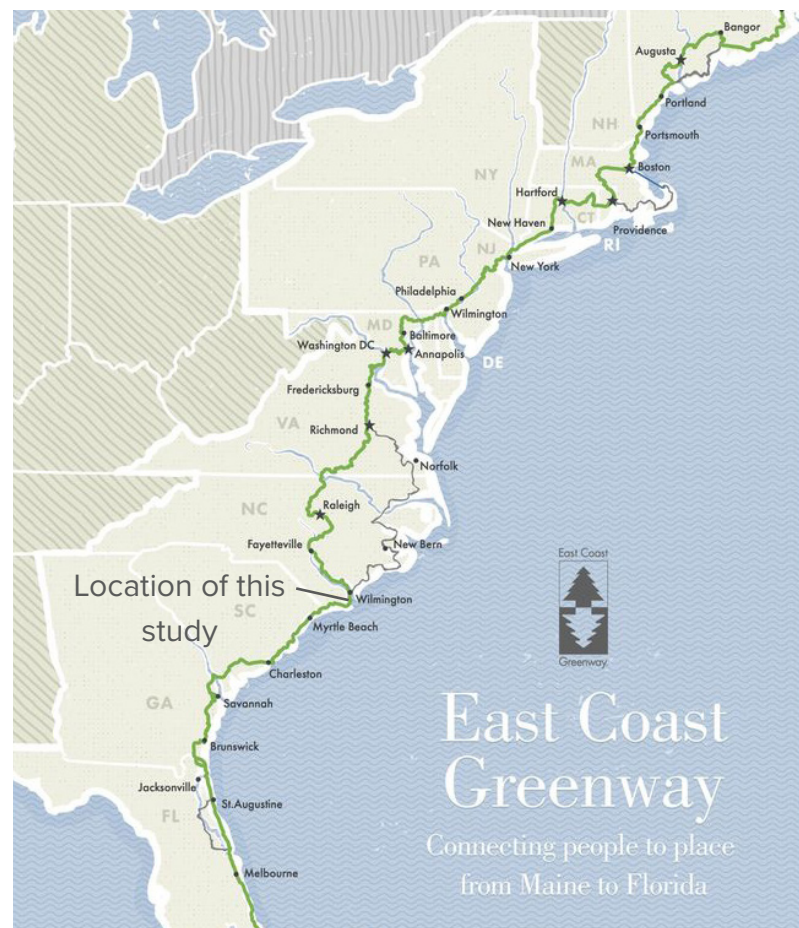 Bangor
Augusta
Portland
NH
Portsmouth
MA
Boston
NY
Hartford
CT
New Haven
Providence
RI
NJ
New York
PA
Philadelphia
Wilmington
MD
Baltimore
Washington DC
Annapolis
DE
Fredericksburg
VA
Richmond
Norfolk
NC
Raleigh
Fayetteville
New Bern
East Coast
Greenway
Location of this
study
Wilmington
SC
Myrtle Beach
Charleston
GA
Savannah
East Coast
Greenway
Brunswick
Jacksonville
St.Augustine
FL
Connecting people to place
from Maine to Florida
Melbourne